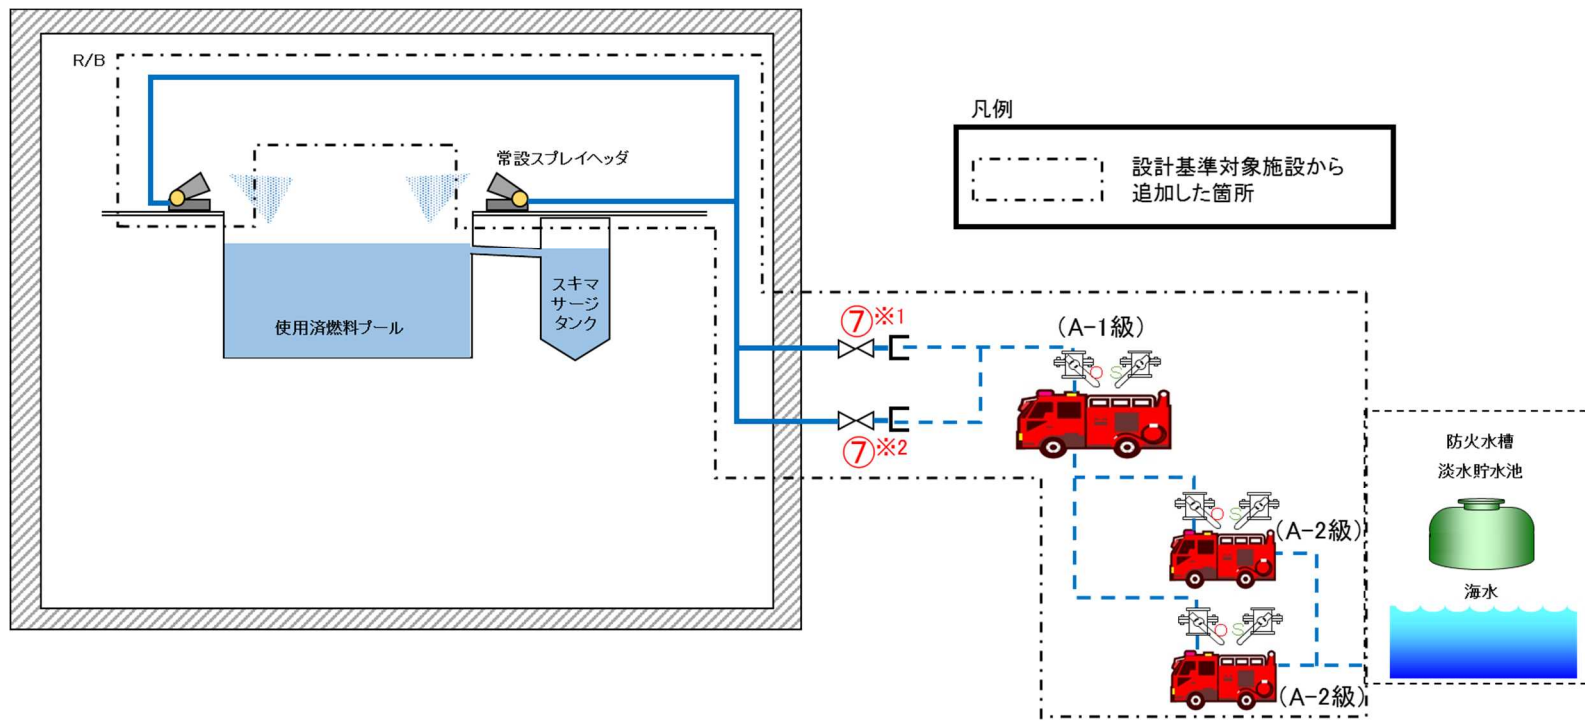 R/B
常設スプレイヘッダ
使用済燃料プール
スキマ
サージ
タンク
凡例
設計基準対象施設から
追加した箇所
⑦※1
⑦※2
(A-1級)
O S
O S
(A-2級)
O S
(A-2級)
防火水槽
淡水貯水池
海水